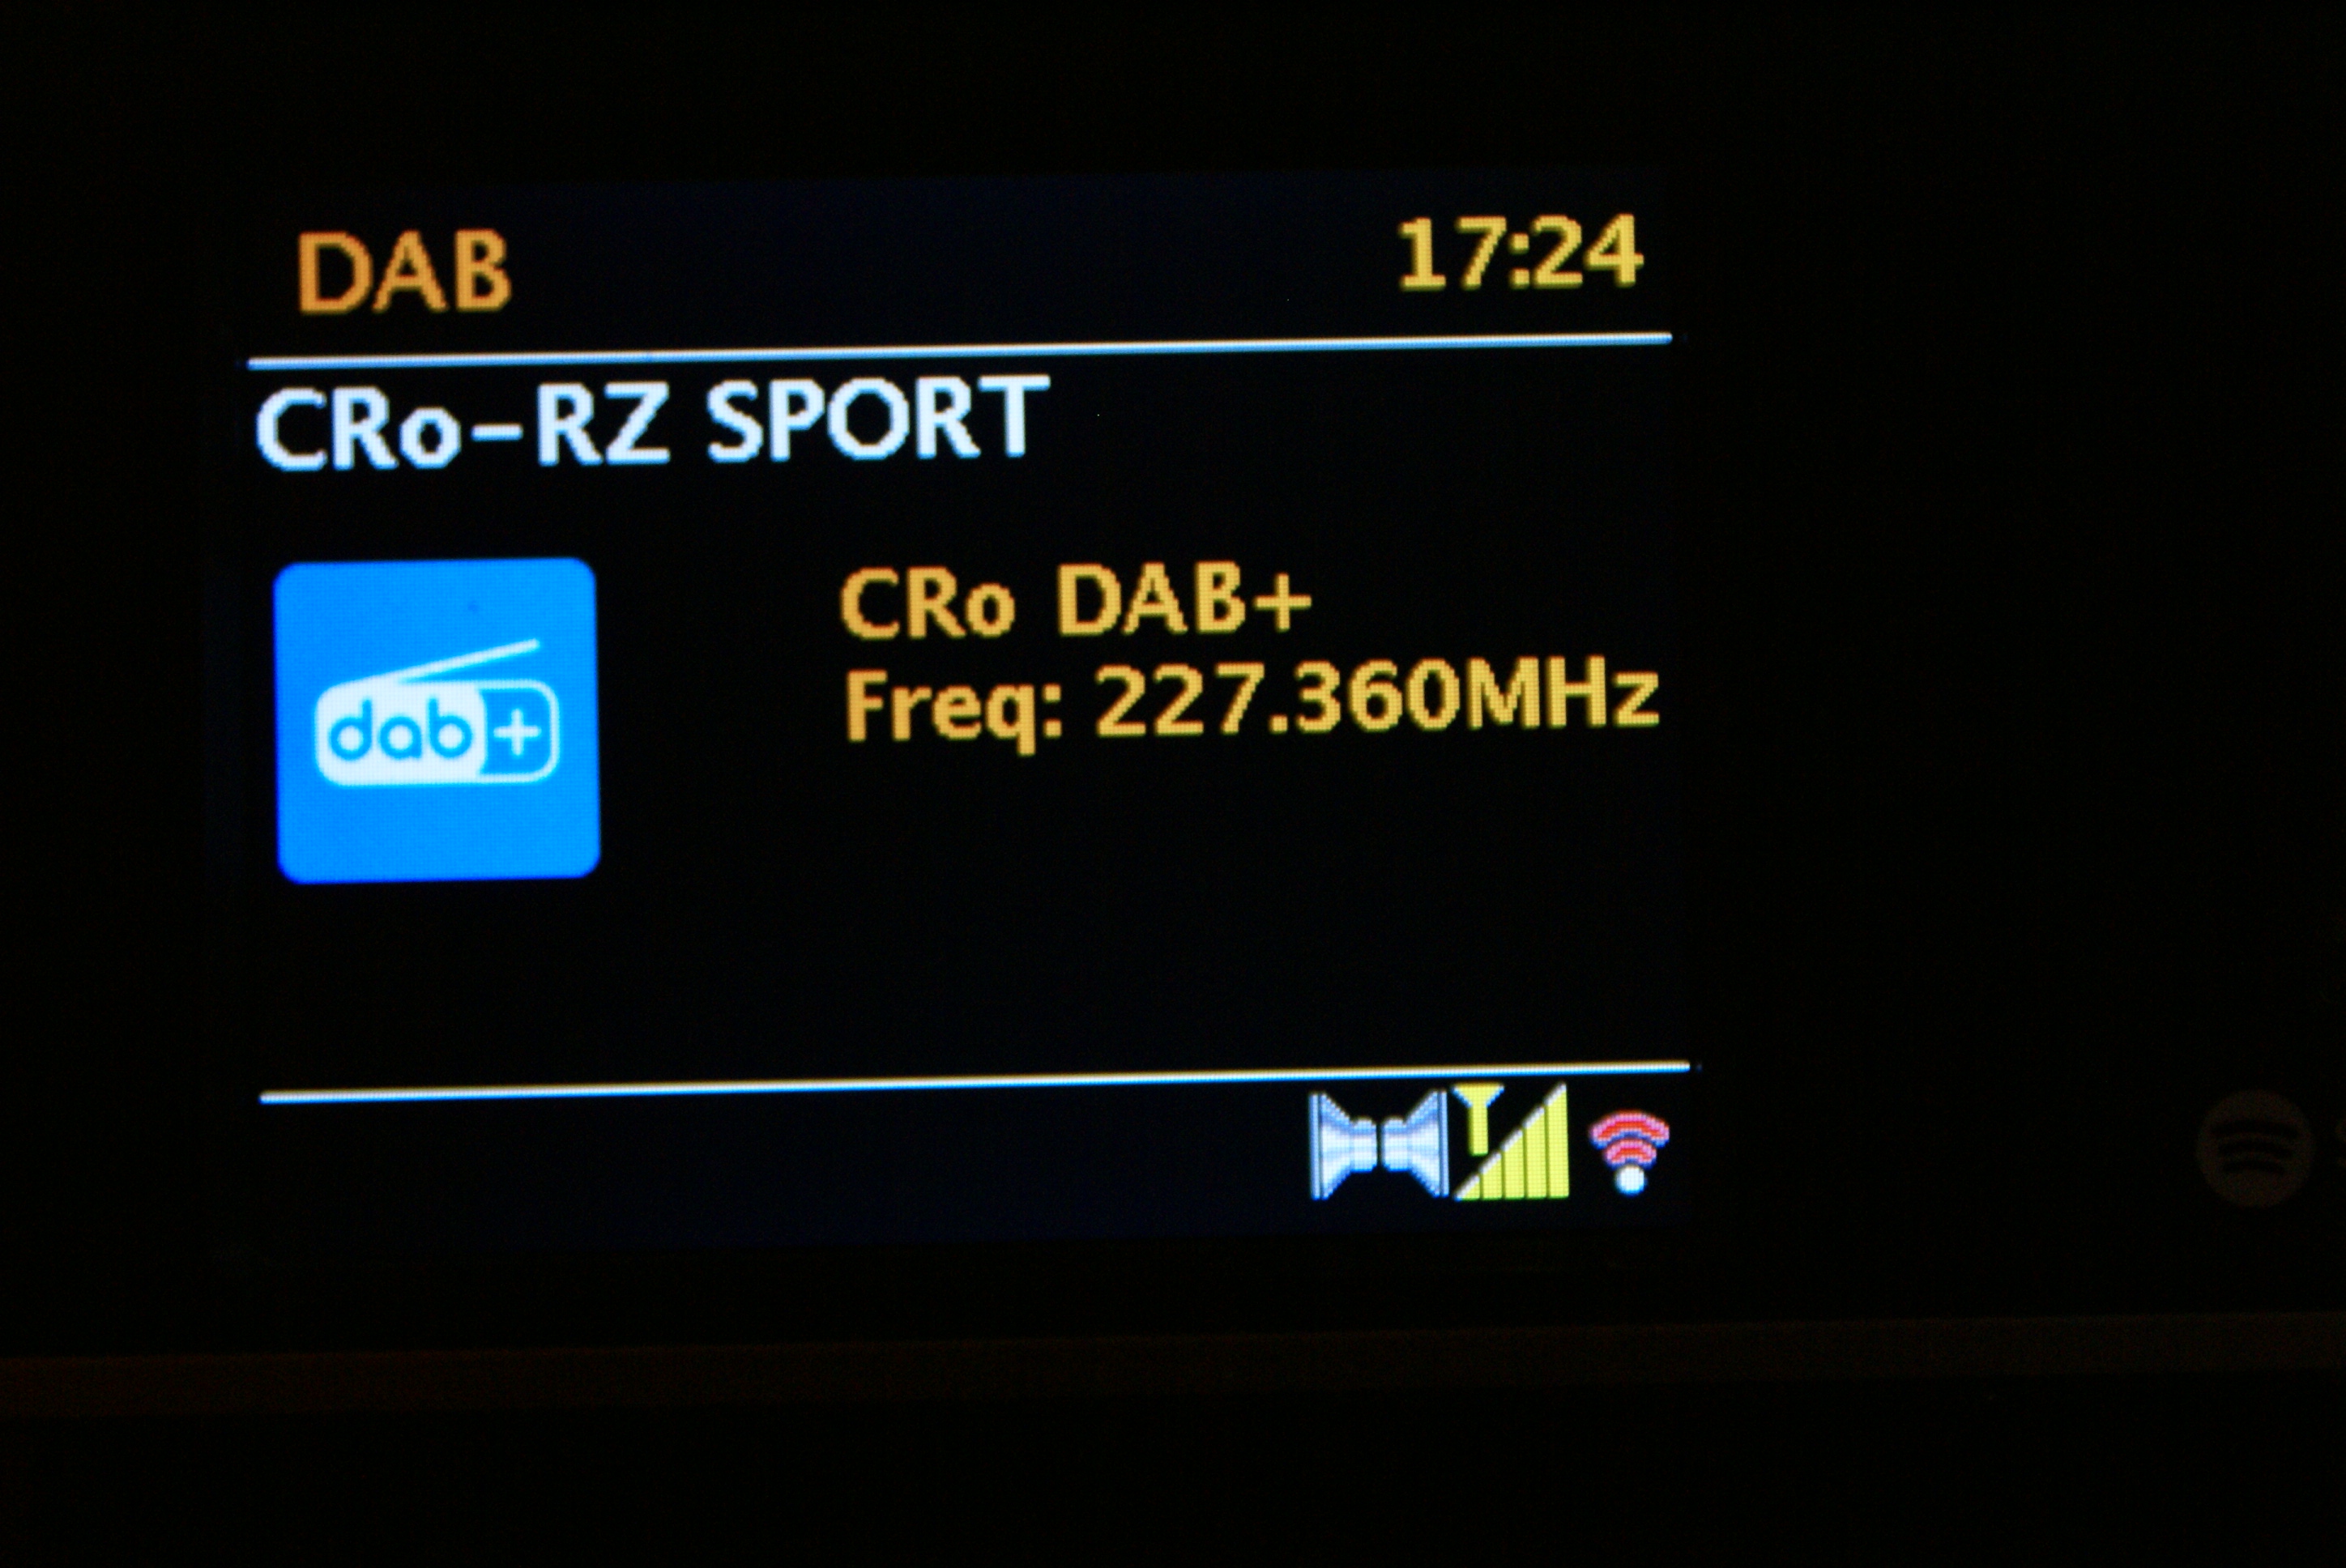 DAB 17:24
CRo-RZ SPORT
CRo DAB+
Freq: 227.360MHz
dab+